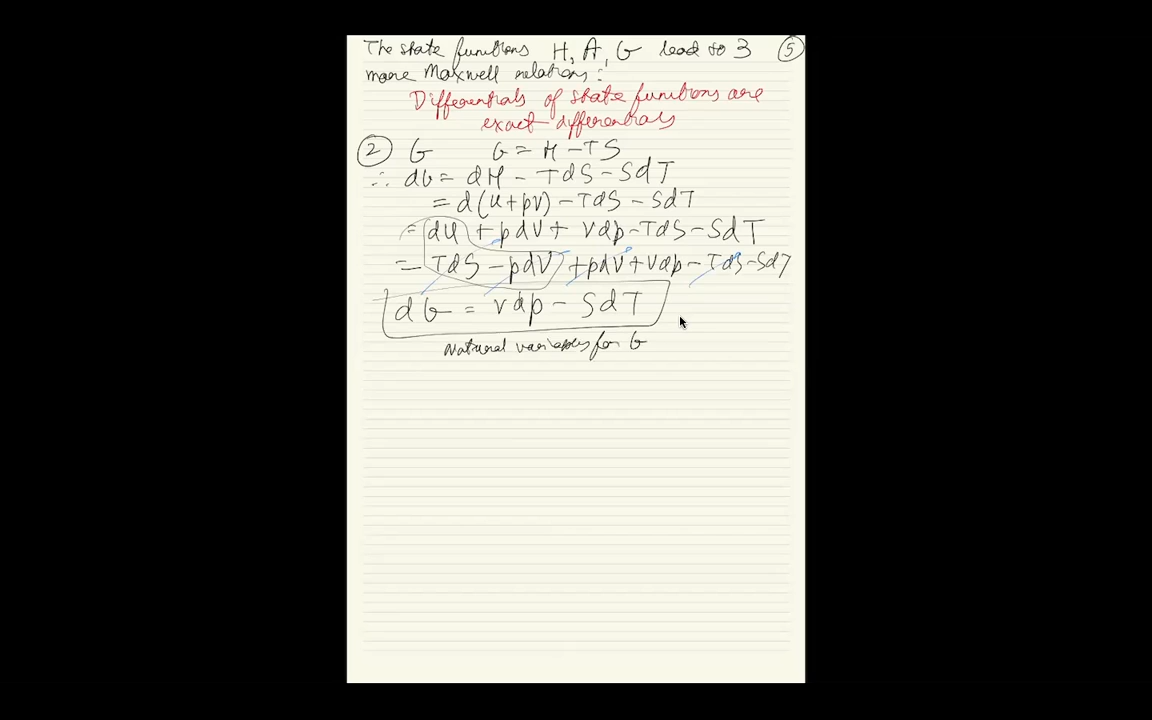 The state functions H, A, G lead to 3 ⑤
more Maxwell relations:
Differentials of state functions are
exact differentials
② G G = H - TS
∴ dG = dH - TdS - SdT
= d(U+pV) - TdS - SdT
= dU + pdV + Vdp - TdS - SdT
= TdS - pdV + pdV + Vdp - TdS - SdT
dG = Vdp - SdT
Natural variables for G